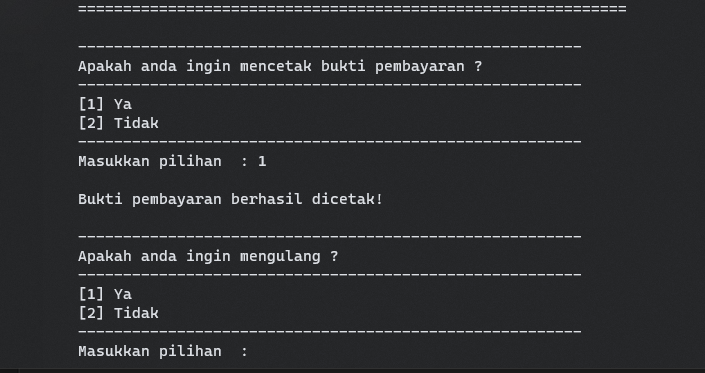 =============================================================
--------------------------------------------------------
Apakah anda ingin mencetak bukti pembayaran ?
--------------------------------------------------------
[1] Ya
[2] Tidak
--------------------------------------------------------
Masukkan pilihan  : 1
Bukti pembayaran berhasil dicetak!
--------------------------------------------------------
Apakah anda ingin mengulang ?
--------------------------------------------------------
[1] Ya
[2] Tidak
--------------------------------------------------------
Masukkan pilihan  :